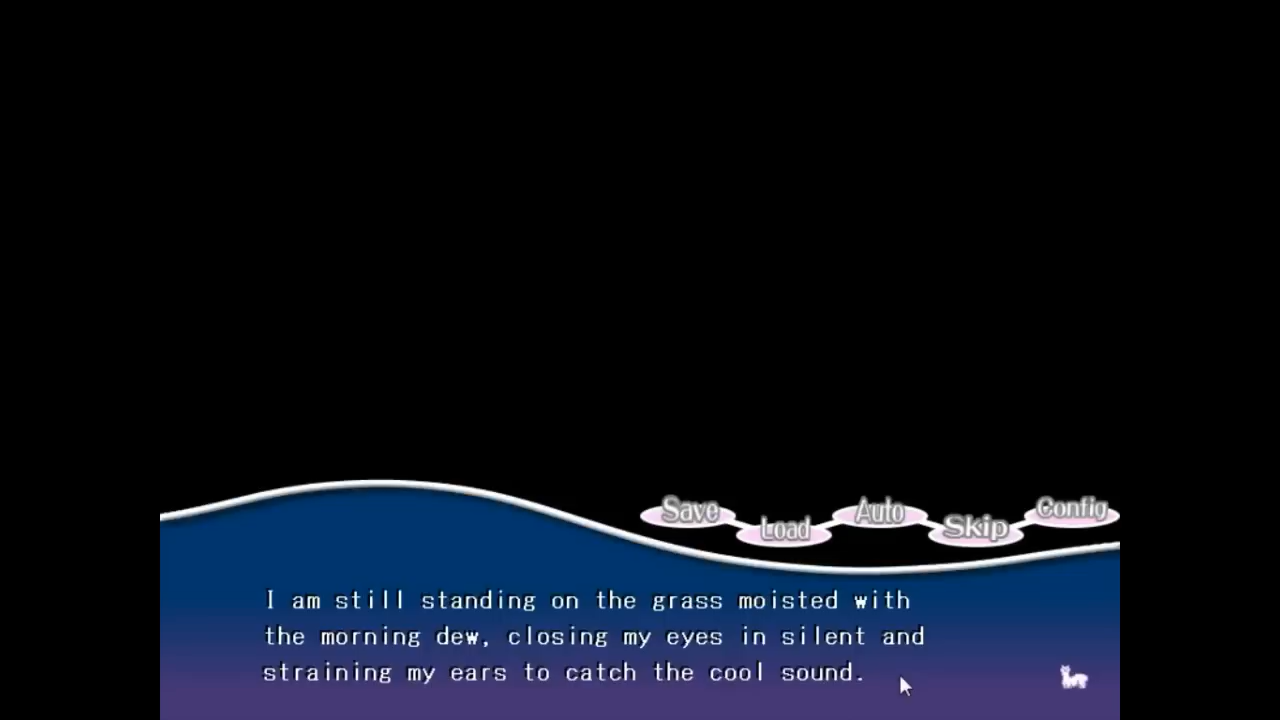 Save
Load
Auto
Skip
Config
I am still standing on the grass moisted with
the morning dew, closing my eyes in silent and
straining my ears to catch the cool sound.